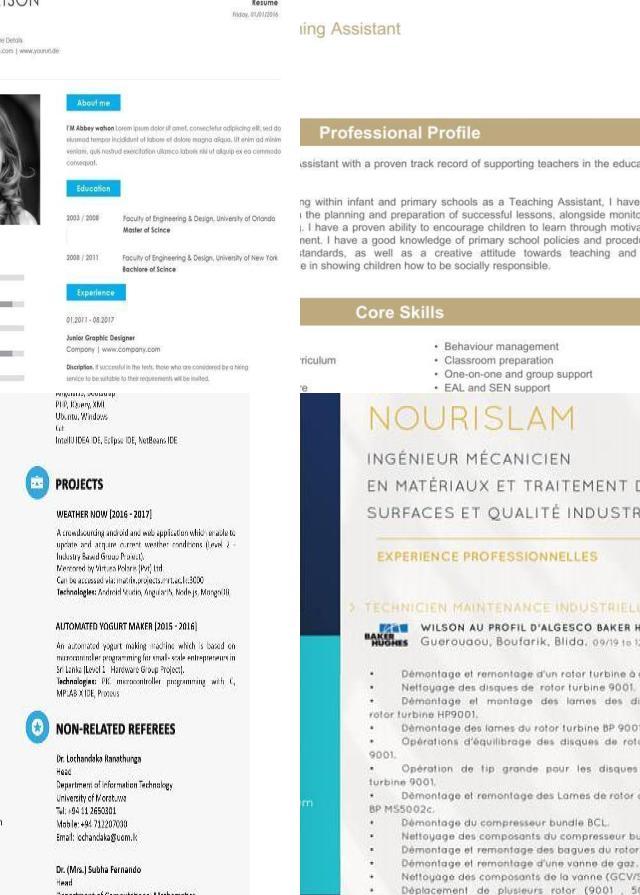 Resume
Friday, 01/01/2016
.com | www.yoururl.de
About me
I'M Abbey watson Lorem ipsum dolor sit amet, consectetur adipiscing elit, sed do
eiusmod tempor incididunt ut labore et dolore magna aliqua. Ut enim ad minim
veniam, quis nostrud exercitation ullamco laboris nisi ut aliquip ex ea commodo
consequat.
Education
2003 / 2008 Faculty of Engineering & Design, University of Orlando
Master of Scince
2008 / 2011 Faculty of Engineering & Design, University of New York
Bachlore of Scince
Experience
01.2011 - 08.2017
Junior Graphic Designer
Company | www.company.com
Discription. If successful in the tests, those who are considered by a hiring
service to be suitable to their requirements will be invited.
ing Assistant
Professional Profile
Assistant with a proven track record of supporting teachers in the educa
ng within infant and primary schools as a Teaching Assistant, I have
the planning and preparation of successful lessons, alongside monito
. I have a proven ability to encourage children to learn through motiva
ment. I have a good knowledge of primary school policies and procedu
standards, as well as a creative attitude towards teaching and
e in showing children how to be socially responsible.
Core Skills
rriculum
• Behaviour management
• Classroom preparation
• One-on-one and group support
• EAL and SEN support
PHP, JQuery, XML
Ubuntu, Windows
Git
IntelliJ IDEA IDE, Eclipse IDE, NetBeans IDE
PROJECTS
WEATHER NOW [2016 - 2017]
A crowdsourcing android and web application which enable to
update and acquire current weather conditions (Level 2 -
Industry Based Group Project).
Mentored by Virtusa Polaris (Pvt) Ltd.
Can be accessed via: matrix.projects.mrt.ac.lk:3000
Technologies: Android Studio, AngularJS, Node.js, MongoDB
AUTOMATED YOGURT MAKER [2015 - 2016]
An automated yogurt making machine which is based on
microcontroller programming for small-scale entrepreneurs in
Sri Lanka (Level 1 - Hardware Group Project).
Technologies: PIC microcontroller programming with C,
MPLAB X IDE, Proteus
NON-RELATED REFEREES
Dr. Lochandaka Ranathunga
Head
Department of Information Technology
University of Moratuwa
Tel: +94 11 2650301
Mobile: +94 712207030
Email: lochandaka@uom.lk
Dr. (Mrs.) Subha Fernando
Head
Department of Computational Mathematics
NOURISLAM
INGÉNIEUR MÉCANICIEN
EN MATÉRIAUX ET TRAITEMENT D
SURFACES ET QUALITÉ INDUSTR
EXPERIENCE PROFESSIONNELLES
TECHNICIEN MAINTENANCE INDUSTRIELL
BAKER
HUGHES
WILSON AU PROFIL D'ALGESCO BAKER H
Guerouaou, Boufarik, Blida, 09/19 to 12
• Démontage et remontage d'un rotor turbine à
• Nettoyage des disques de rotor turbine 9001.
• Démontage et montage des lames des di
rotor turbine HP9001.
• Démontage des lames du rotor turbine BP 9001
• Opérations d'équilibrage des disques de roto
9001.
• Opération de tip grande pour les disques
turbine 9001.
• Démontage et remontage des Lames de rotor
BP MS5002c.
• Démontage du compresseur bundle BCL.
• Nettoyage des composants du compresseur bu
• Démontage et remontage des bagues du rotor
• Démontage et remontage d'une vanne de gaz.
• Nettoyage des composants de la vanne (GCVA
• Déplacement de plusieurs rotor (9001